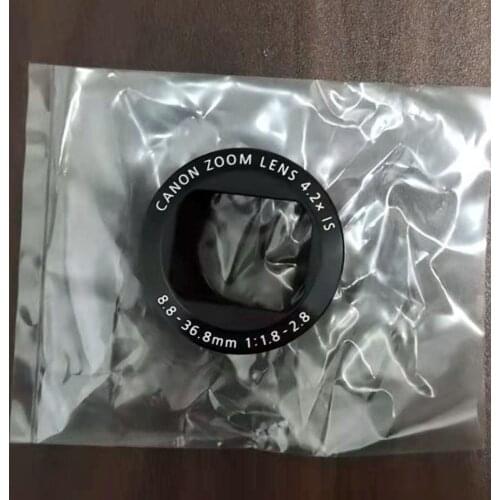 CANON ZOOM LENS 4.2x IS
8.8-36.8mm 1:1.8-2.8